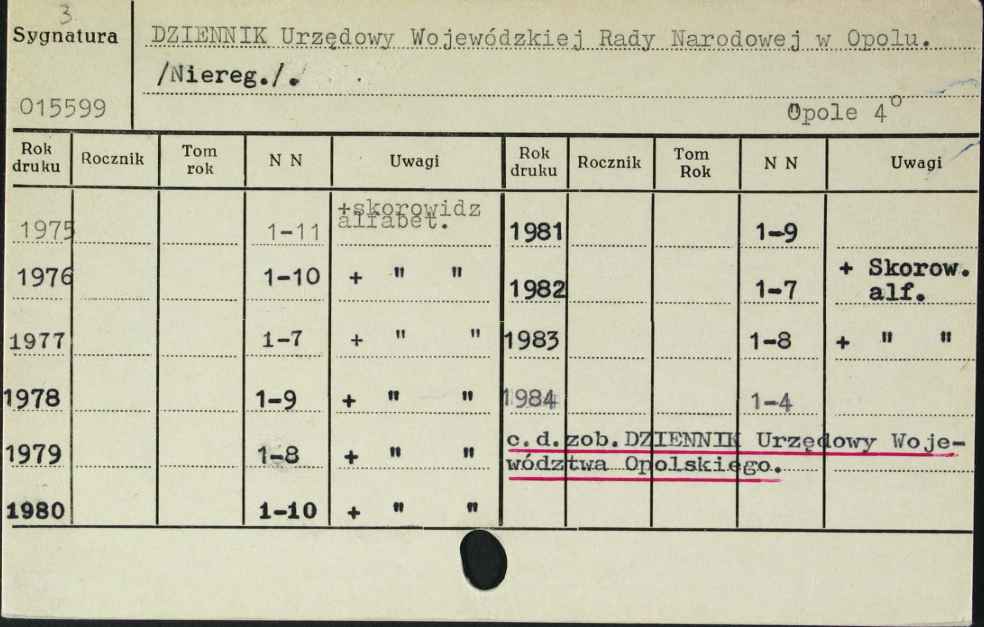 3
Sygnatura
DZIENNIK Urzędowy Wojewódzkiej Rady Narodowej w Opolu.
/Niereg./.
015599
Opole 4°
Rok druku Rocznik Tom rok N N Uwagi Rok druku Rocznik Tom Rok N N Uwagi
1975 1-11 +skorowidz alfabet. 1981 1-9
1976 1-10 + " " 1982 1-7 + Skorow. alf.
1977 1-7 + " " 1983 1-8 + " "
1978 1-9 + " " 1984 1-4
1979 1-8 + " " c.d.zob.DZIENNIK Urzędowy Woje-
wództwa Opolskiego.
1980 1-10 + " "